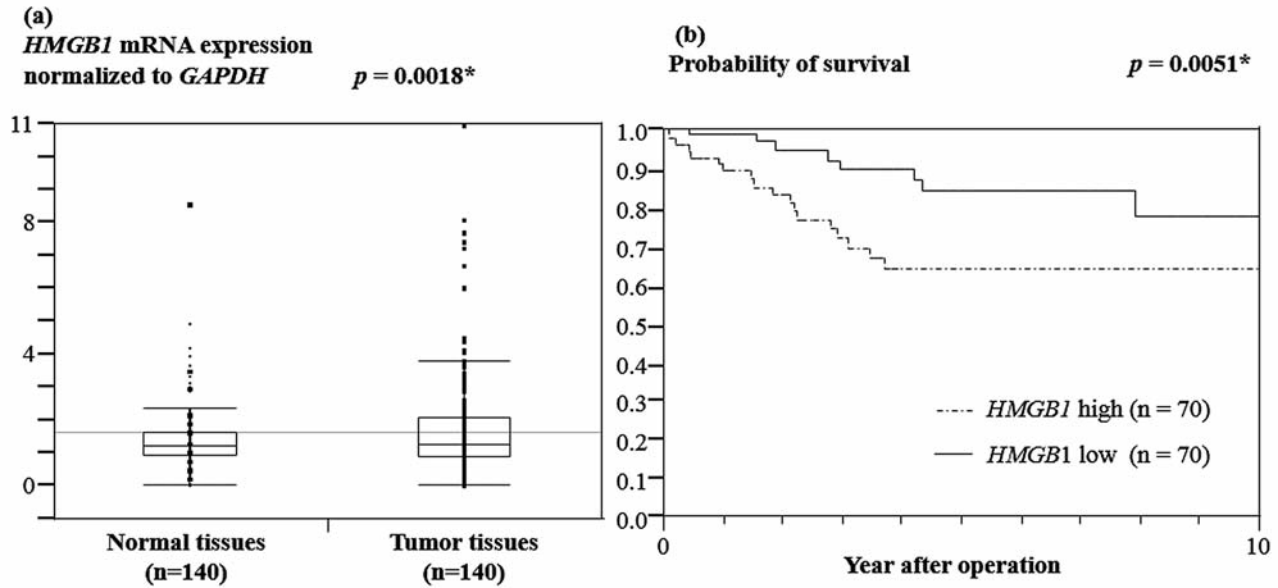 (a)
HMGB1 mRNA expression
normalized to GAPDH p = 0.0018*
11
8
4
0
Normal tissues
(n=140)
Tumor tissues
(n=140)
(b)
Probability of survival p = 0.0051*
1.0
0.9
0.8
0.7
0.6
0.5
0.4
0.3
0.2
0.1
0.0
HMGB1 high (n = 70)
HMGB1 low (n = 70)
0
10
Year after operation